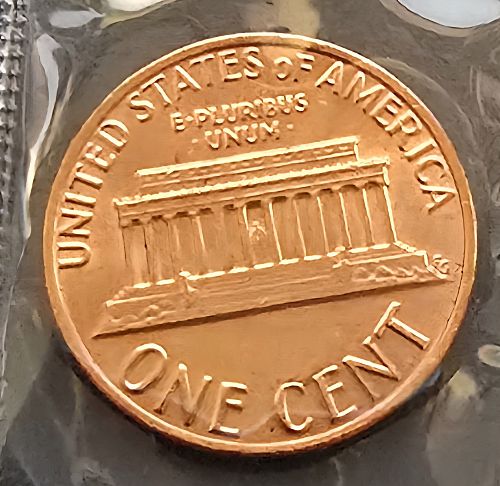 UNITED STATES OF AMERICA
E·PLURIBUS
·UNUM·
ONE CENT